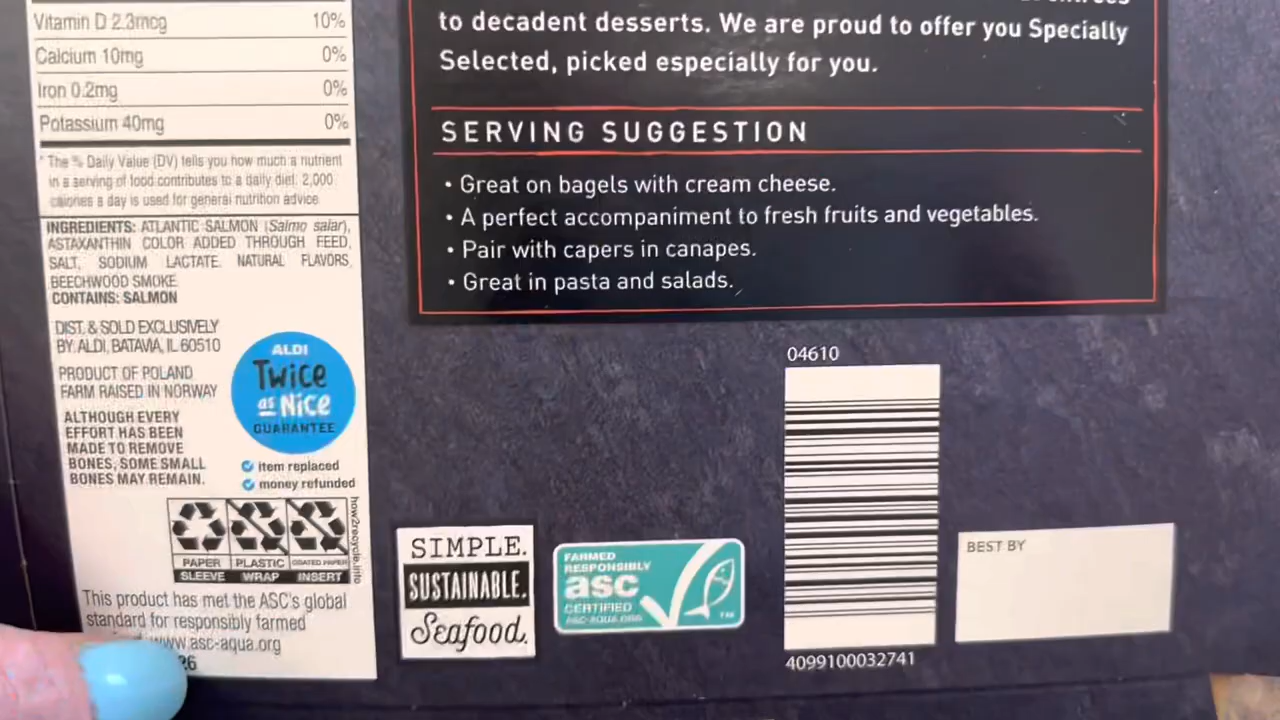 Vitamin D 2.3mcg 10%
Calcium 10mg 0%
Iron 0.2mg 0%
Potassium 40mg 0%
* The % Daily Value (DV) tells you how much a nutrient
in a serving of food contributes to a daily diet. 2,000
calories a day is used for general nutrition advice.
INGREDIENTS: ATLANTIC SALMON (Salmo salar),
ASTAXANTHIN COLOR ADDED THROUGH FEED,
SALT, SODIUM LACTATE, NATURAL FLAVORS,
BEECHWOOD SMOKE.
CONTAINS: SALMON
DIST. & SOLD EXCLUSIVELY
BY: ALDI, BATAVIA, IL 60510
PRODUCT OF POLAND
FARM RAISED IN NORWAY
ALTHOUGH EVERY
EFFORT HAS BEEN
MADE TO REMOVE
BONES, SOME SMALL
BONES MAY REMAIN.
ALDI
Twice
as Nice
GUARANTEE
item replaced
money refunded
PAPER PLASTIC COATED PAPER
SLEEVE WRAP INSERT
how2recycle.info
This product has met the ASC's global
standard for responsibly farmed
www.asc-aqua.org
26
to decadent desserts. We are proud to offer you Specially
Selected, picked especially for you.
SERVING SUGGESTION
• Great on bagels with cream cheese.
• A perfect accompaniment to fresh fruits and vegetables.
• Pair with capers in canapes.
• Great in pasta and salads.
SIMPLE.
SUSTAINABLE.
Seafood.
FARMED
RESPONSIBLY
asc
CERTIFIED
ASC-AQUA.ORG
TM
04610
4099100032741
BEST BY